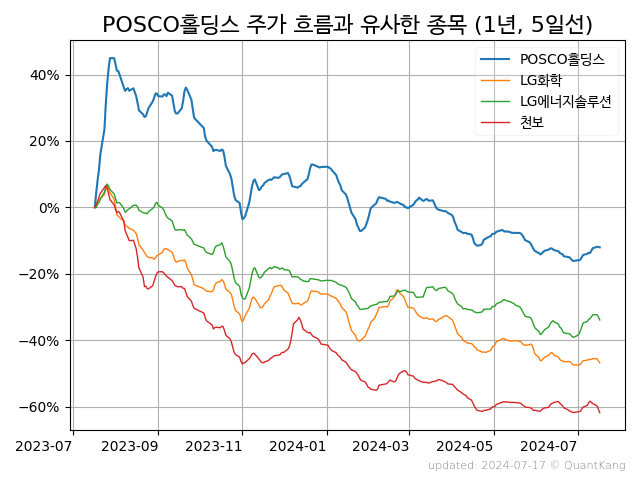 POSCO홀딩스 주가 흐름과 유사한 종목 (1년, 5일선)
POSCO홀딩스
LG화학
LG에너지솔루션
천보
40%
20%
0%
−20%
−40%
−60%
2023-07 2023-09 2023-11 2024-01 2024-03 2024-05 2024-07
updated: 2024-07-17 © QuantKang